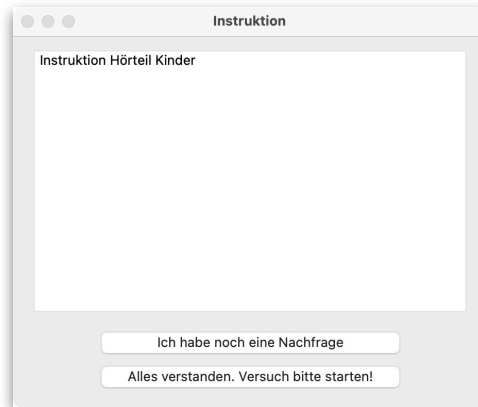 Instruktion
Instruktion Hörteil Kinder
Ich habe noch eine Nachfrage
Alles verstanden. Versuch bitte starten!